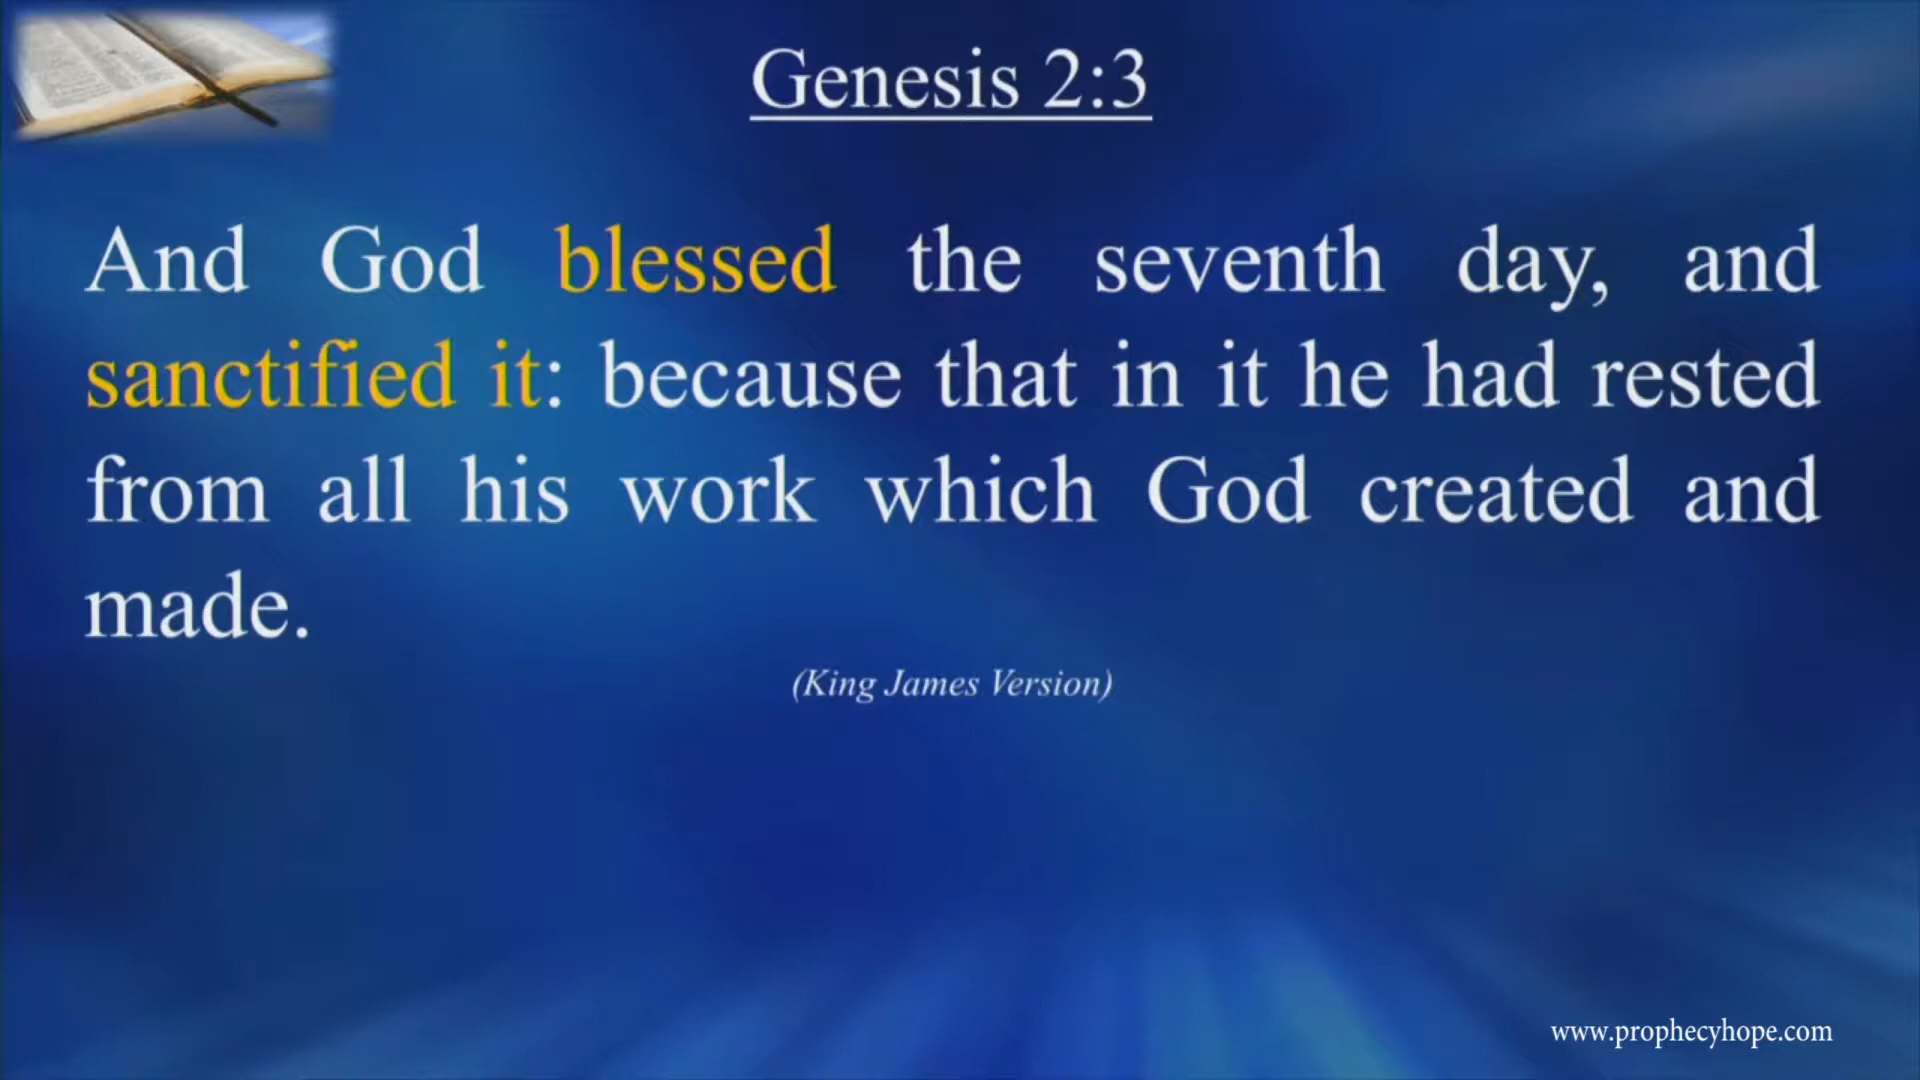 Genesis 2:3
And God blessed the seventh day, and
sanctified it: because that in it he had rested
from all his work which God created and
made.
(King James Version)
www.prophecyhope.com